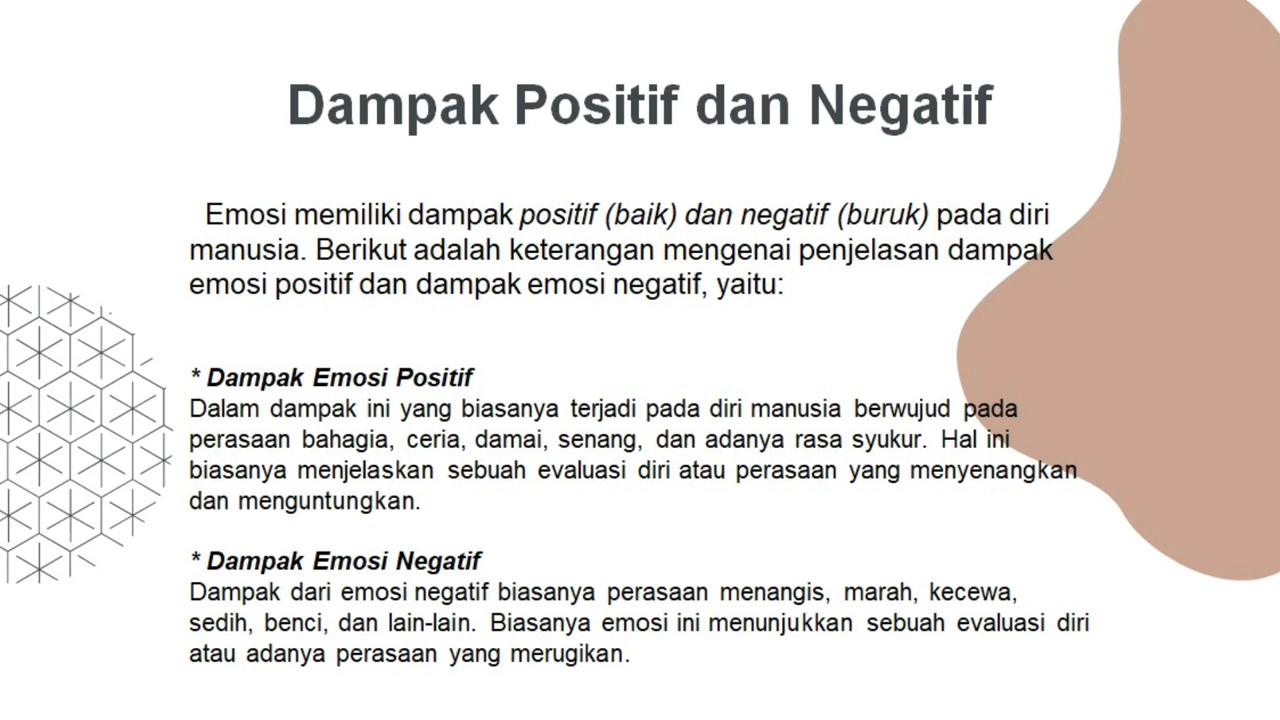 Dampak Positif dan Negatif
Emosi memiliki dampak positif (baik) dan negatif (buruk) pada diri
manusia. Berikut adalah keterangan mengenai penjelasan dampak
emosi positif dan dampak emosi negatif, yaitu:
* Dampak Emosi Positif
Dalam dampak ini yang biasanya terjadi pada diri manusia berwujud pada
perasaan bahagia, ceria, damai, senang, dan adanya rasa syukur. Hal ini
biasanya menjelaskan sebuah evaluasi diri atau perasaan yang menyenangkan
dan menguntungkan.
* Dampak Emosi Negatif
Dampak dari emosi negatif biasanya perasaan menangis, marah, kecewa,
sedih, benci, dan lain-lain. Biasanya emosi ini menunjukkan sebuah evaluasi diri
atau adanya perasaan yang merugikan.